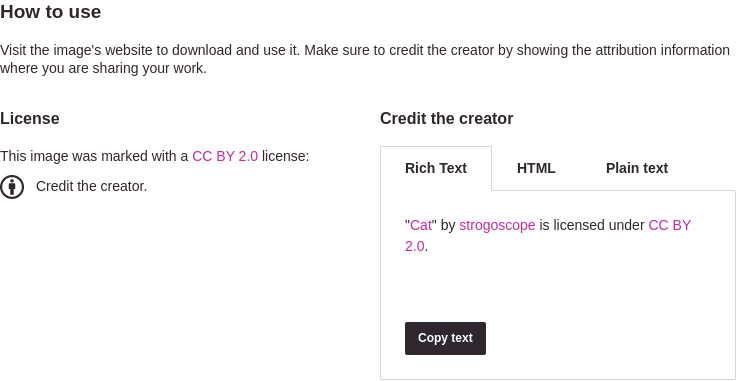 How to use
Visit the image's website to download and use it. Make sure to credit the creator by showing the attribution information
where you are sharing your work.
License
This image was marked with a CC BY 2.0 license:
Credit the creator.
Credit the creator
Rich Text
HTML
Plain text
"Cat" by strogoscope is licensed under CC BY
2.0.
Copy text